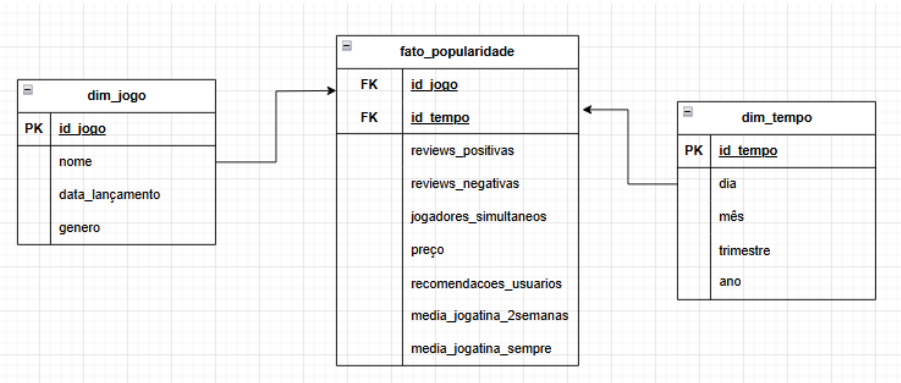 dim_jogo
PK id_jogo
nome
data_lançamento
genero
fato_popularidade
FK id_jogo
FK id_tempo
reviews_positivas
reviews_negativas
jogadores_simultaneos
preço
recomendacoes_usuarios
media_jogatina_2semanas
media_jogatina_sempre
dim_tempo
PK id_tempo
dia
mês
trimestre
ano